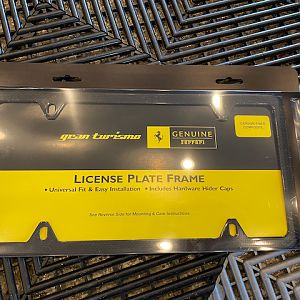 gran turismo
GENUINE
Ferrari
LICENSE PLATE FRAME
• Universal Fit & Easy Installation • Includes Hardware Hider Caps
See Reverse Side for Mounting & Care Instructions